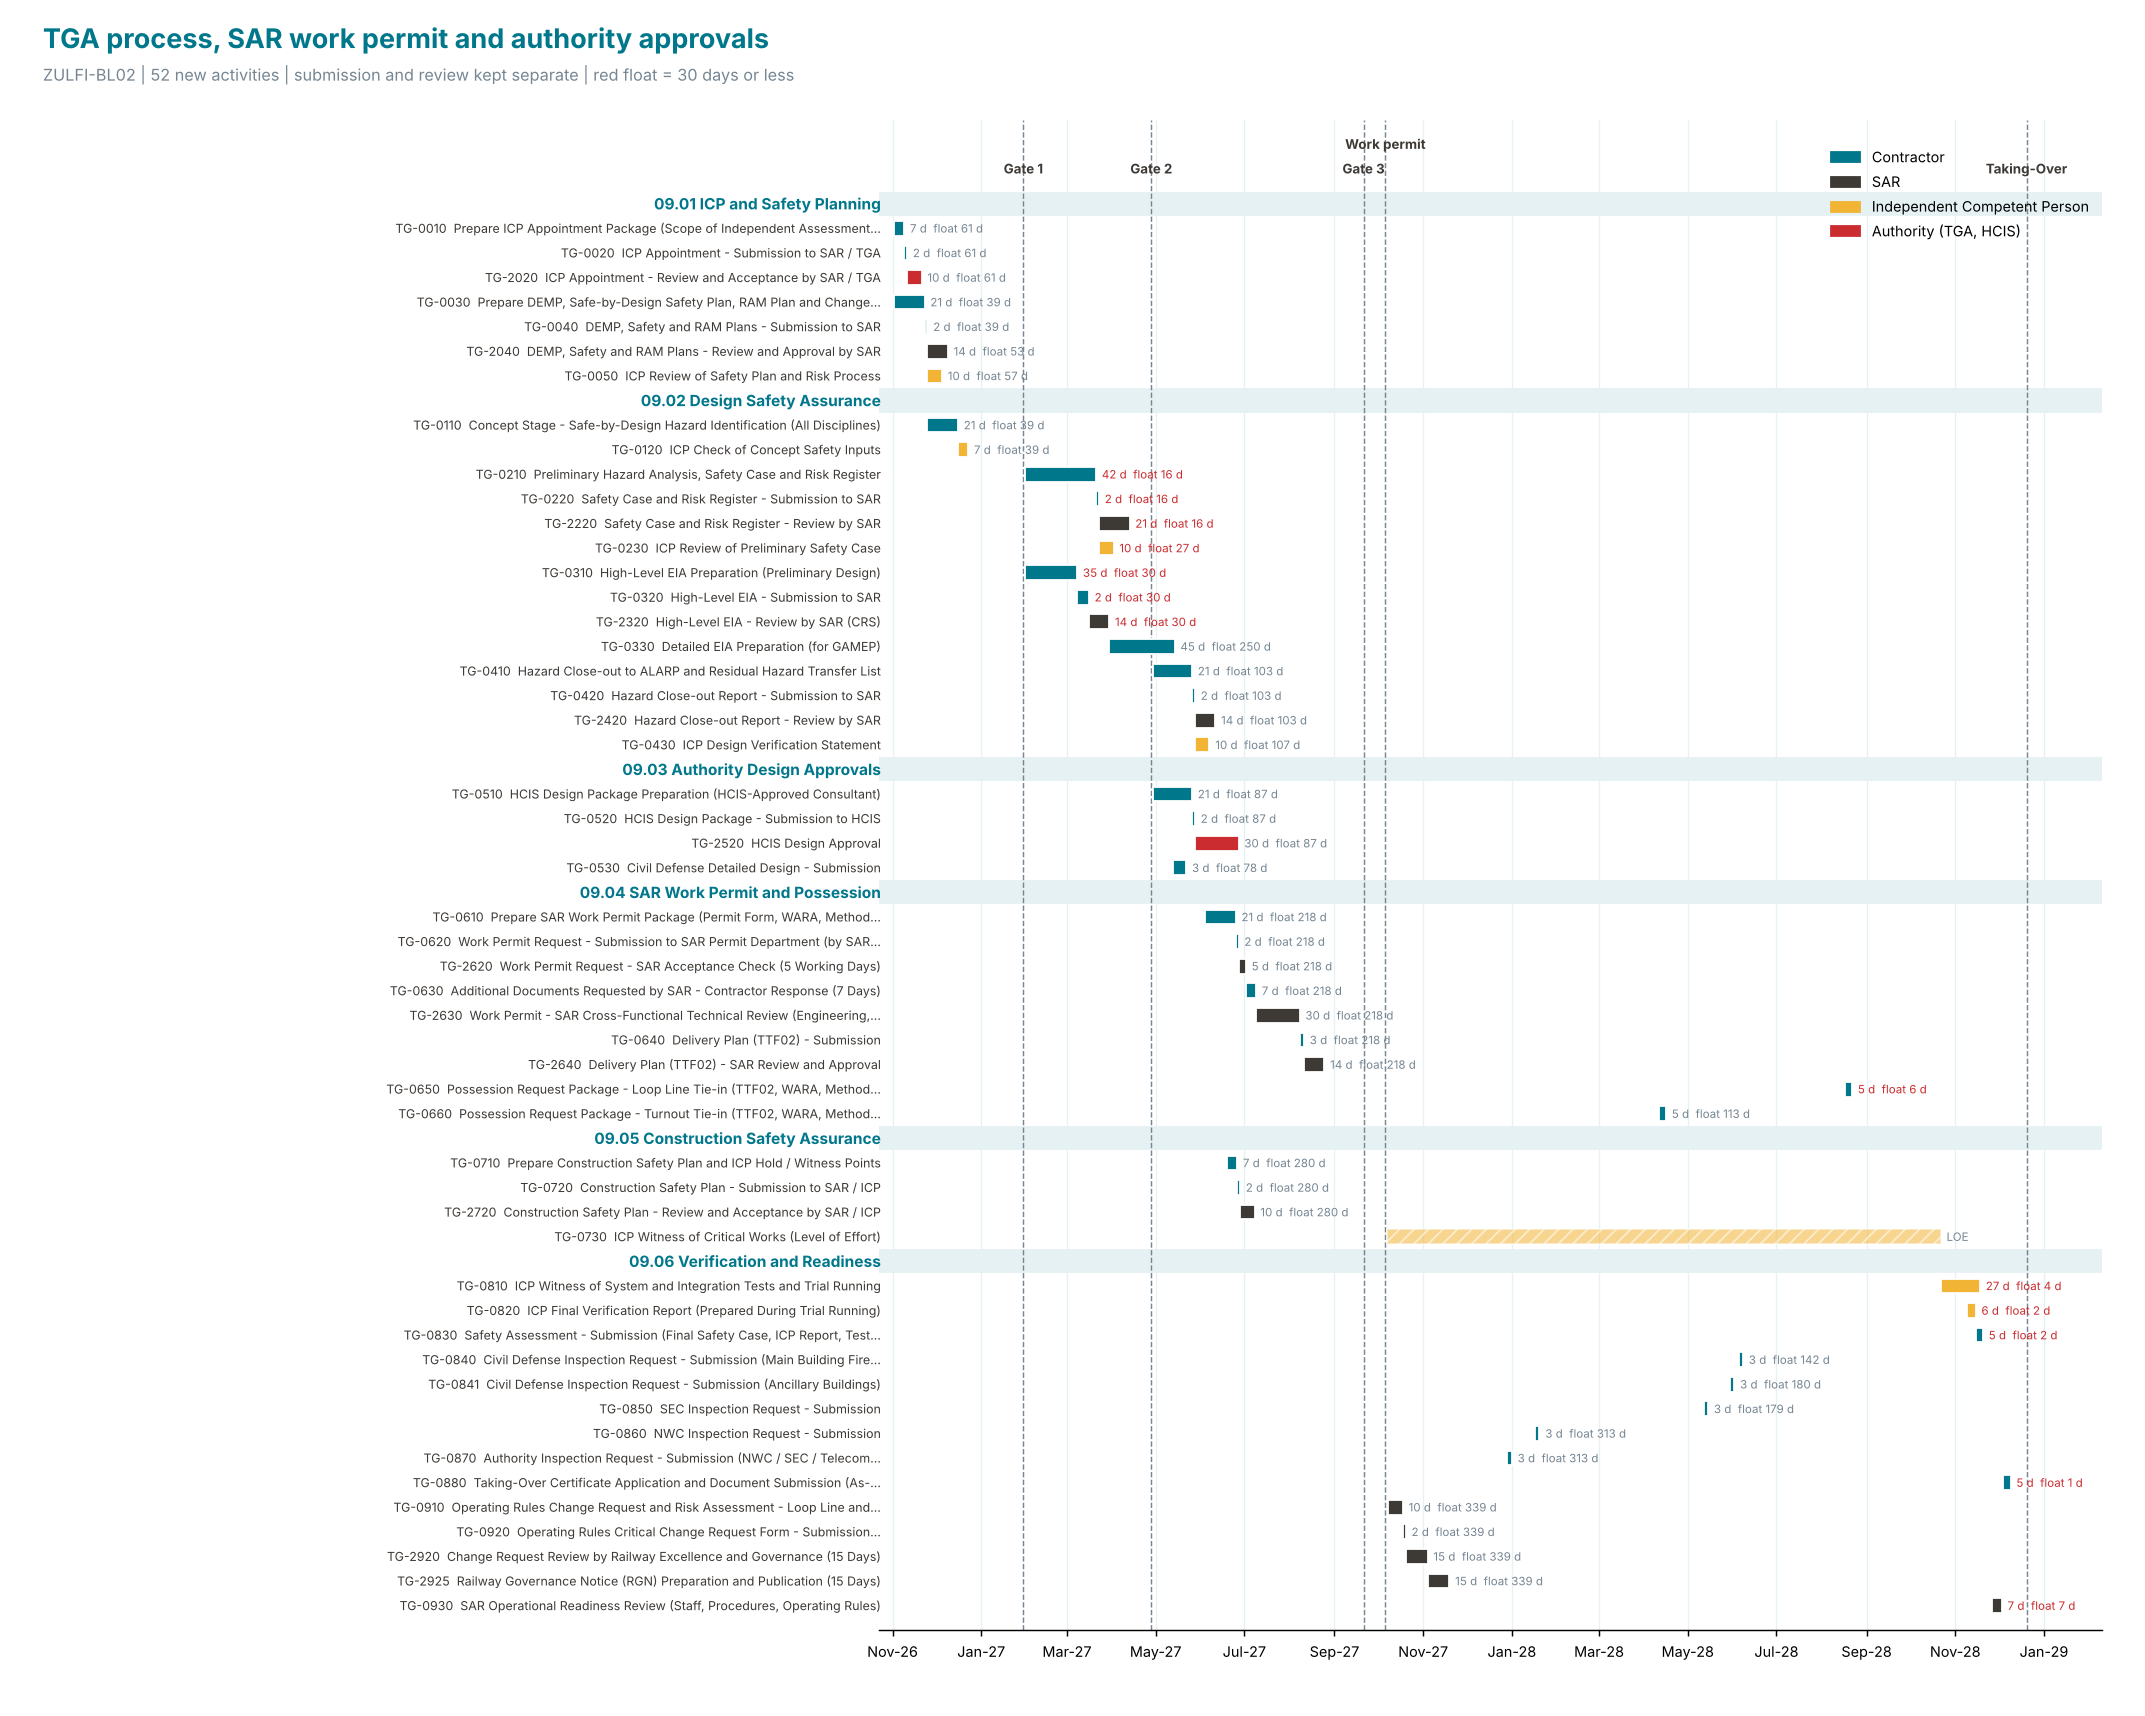 TGA process, SAR work permit and authority approvals
ZULFI-BL02 | 52 new activities | submission and review kept separate | red float = 30 days or less
Work permit
Gate 1
Gate 2
Gate 3
Taking-Over
Contractor
SAR
Independent Competent Person
Authority (TGA, HCIS)
09.01 ICP and Safety Planning
TG-0010 Prepare ICP Appointment Package (Scope of Independent Assessment... 7 d float 61 d
TG-0020 ICP Appointment - Submission to SAR / TGA 2 d float 61 d
TG-2020 ICP Appointment - Review and Acceptance by SAR / TGA 10 d float 61 d
TG-0030 Prepare DEMP, Safe-by-Design Safety Plan, RAM Plan and Change... 21 d float 39 d
TG-0040 DEMP, Safety and RAM Plans - Submission to SAR 2 d float 39 d
TG-2040 DEMP, Safety and RAM Plans - Review and Approval by SAR 14 d float 53 d
TG-0050 ICP Review of Safety Plan and Risk Process 10 d float 57 d
09.02 Design Safety Assurance
TG-0110 Concept Stage - Safe-by-Design Hazard Identification (All Disciplines) 21 d float 39 d
TG-0120 ICP Check of Concept Safety Inputs 7 d float 39 d
TG-0210 Preliminary Hazard Analysis, Safety Case and Risk Register 42 d float 16 d
TG-0220 Safety Case and Risk Register - Submission to SAR 2 d float 16 d
TG-2220 Safety Case and Risk Register - Review by SAR 21 d float 16 d
TG-0230 ICP Review of Preliminary Safety Case 10 d float 27 d
TG-0310 High-Level EIA Preparation (Preliminary Design) 35 d float 30 d
TG-0320 High-Level EIA - Submission to SAR 2 d float 30 d
TG-2320 High-Level EIA - Review by SAR (CRS) 14 d float 30 d
TG-0330 Detailed EIA Preparation (for GAMEP) 45 d float 250 d
TG-0410 Hazard Close-out to ALARP and Residual Hazard Transfer List 21 d float 103 d
TG-0420 Hazard Close-out Report - Submission to SAR 2 d float 103 d
TG-2420 Hazard Close-out Report - Review by SAR 14 d float 103 d
TG-0430 ICP Design Verification Statement 10 d float 107 d
09.03 Authority Design Approvals
TG-0510 HCIS Design Package Preparation (HCIS-Approved Consultant) 21 d float 87 d
TG-0520 HCIS Design Package - Submission to HCIS 2 d float 87 d
TG-2520 HCIS Design Approval 30 d float 87 d
TG-0530 Civil Defense Detailed Design - Submission 3 d float 78 d
09.04 SAR Work Permit and Possession
TG-0610 Prepare SAR Work Permit Package (Permit Form, WARA, Method... 21 d float 218 d
TG-0620 Work Permit Request - Submission to SAR Permit Department (by SAR... 2 d float 218 d
TG-2620 Work Permit Request - SAR Acceptance Check (5 Working Days) 5 d float 218 d
TG-0630 Additional Documents Requested by SAR - Contractor Response (7 Days) 7 d float 218 d
TG-2630 Work Permit - SAR Cross-Functional Technical Review (Engineering,... 30 d float 218 d
TG-0640 Delivery Plan (TTF02) - Submission 3 d float 218 d
TG-2640 Delivery Plan (TTF02) - SAR Review and Approval 14 d float 218 d
TG-0650 Possession Request Package - Loop Line Tie-in (TTF02, WARA, Method... 5 d float 6 d
TG-0660 Possession Request Package - Turnout Tie-in (TTF02, WARA, Method... 5 d float 113 d
09.05 Construction Safety Assurance
TG-0710 Prepare Construction Safety Plan and ICP Hold / Witness Points 7 d float 280 d
TG-0720 Construction Safety Plan - Submission to SAR / ICP 2 d float 280 d
TG-2720 Construction Safety Plan - Review and Acceptance by SAR / ICP 10 d float 280 d
TG-0730 ICP Witness of Critical Works (Level of Effort) LOE
09.06 Verification and Readiness
TG-0810 ICP Witness of System and Integration Tests and Trial Running 27 d float 4 d
TG-0820 ICP Final Verification Report (Prepared During Trial Running) 6 d float 2 d
TG-0830 Safety Assessment - Submission (Final Safety Case, ICP Report, Test... 5 d float 2 d
TG-0840 Civil Defense Inspection Request - Submission (Main Building Fire... 3 d float 142 d
TG-0841 Civil Defense Inspection Request - Submission (Ancillary Buildings) 3 d float 180 d
TG-0850 SEC Inspection Request - Submission 3 d float 179 d
TG-0860 NWC Inspection Request - Submission 3 d float 313 d
TG-0870 Authority Inspection Request - Submission (NWC / SEC / Telecom... 3 d float 313 d
TG-0880 Taking-Over Certificate Application and Document Submission (As-... 5 d float 1 d
TG-0910 Operating Rules Change Request and Risk Assessment - Loop Line and... 10 d float 339 d
TG-0920 Operating Rules Critical Change Request Form - Submission... 2 d float 339 d
TG-2920 Change Request Review by Railway Excellence and Governance (15 Days) 15 d float 339 d
TG-2925 Railway Governance Notice (RGN) Preparation and Publication (15 Days) 15 d float 339 d
TG-0930 SAR Operational Readiness Review (Staff, Procedures, Operating Rules) 7 d float 7 d
Nov-26 Jan-27 Mar-27 May-27 Jul-27 Sep-27 Nov-27 Jan-28 Mar-28 May-28 Jul-28 Sep-28 Nov-28 Jan-29